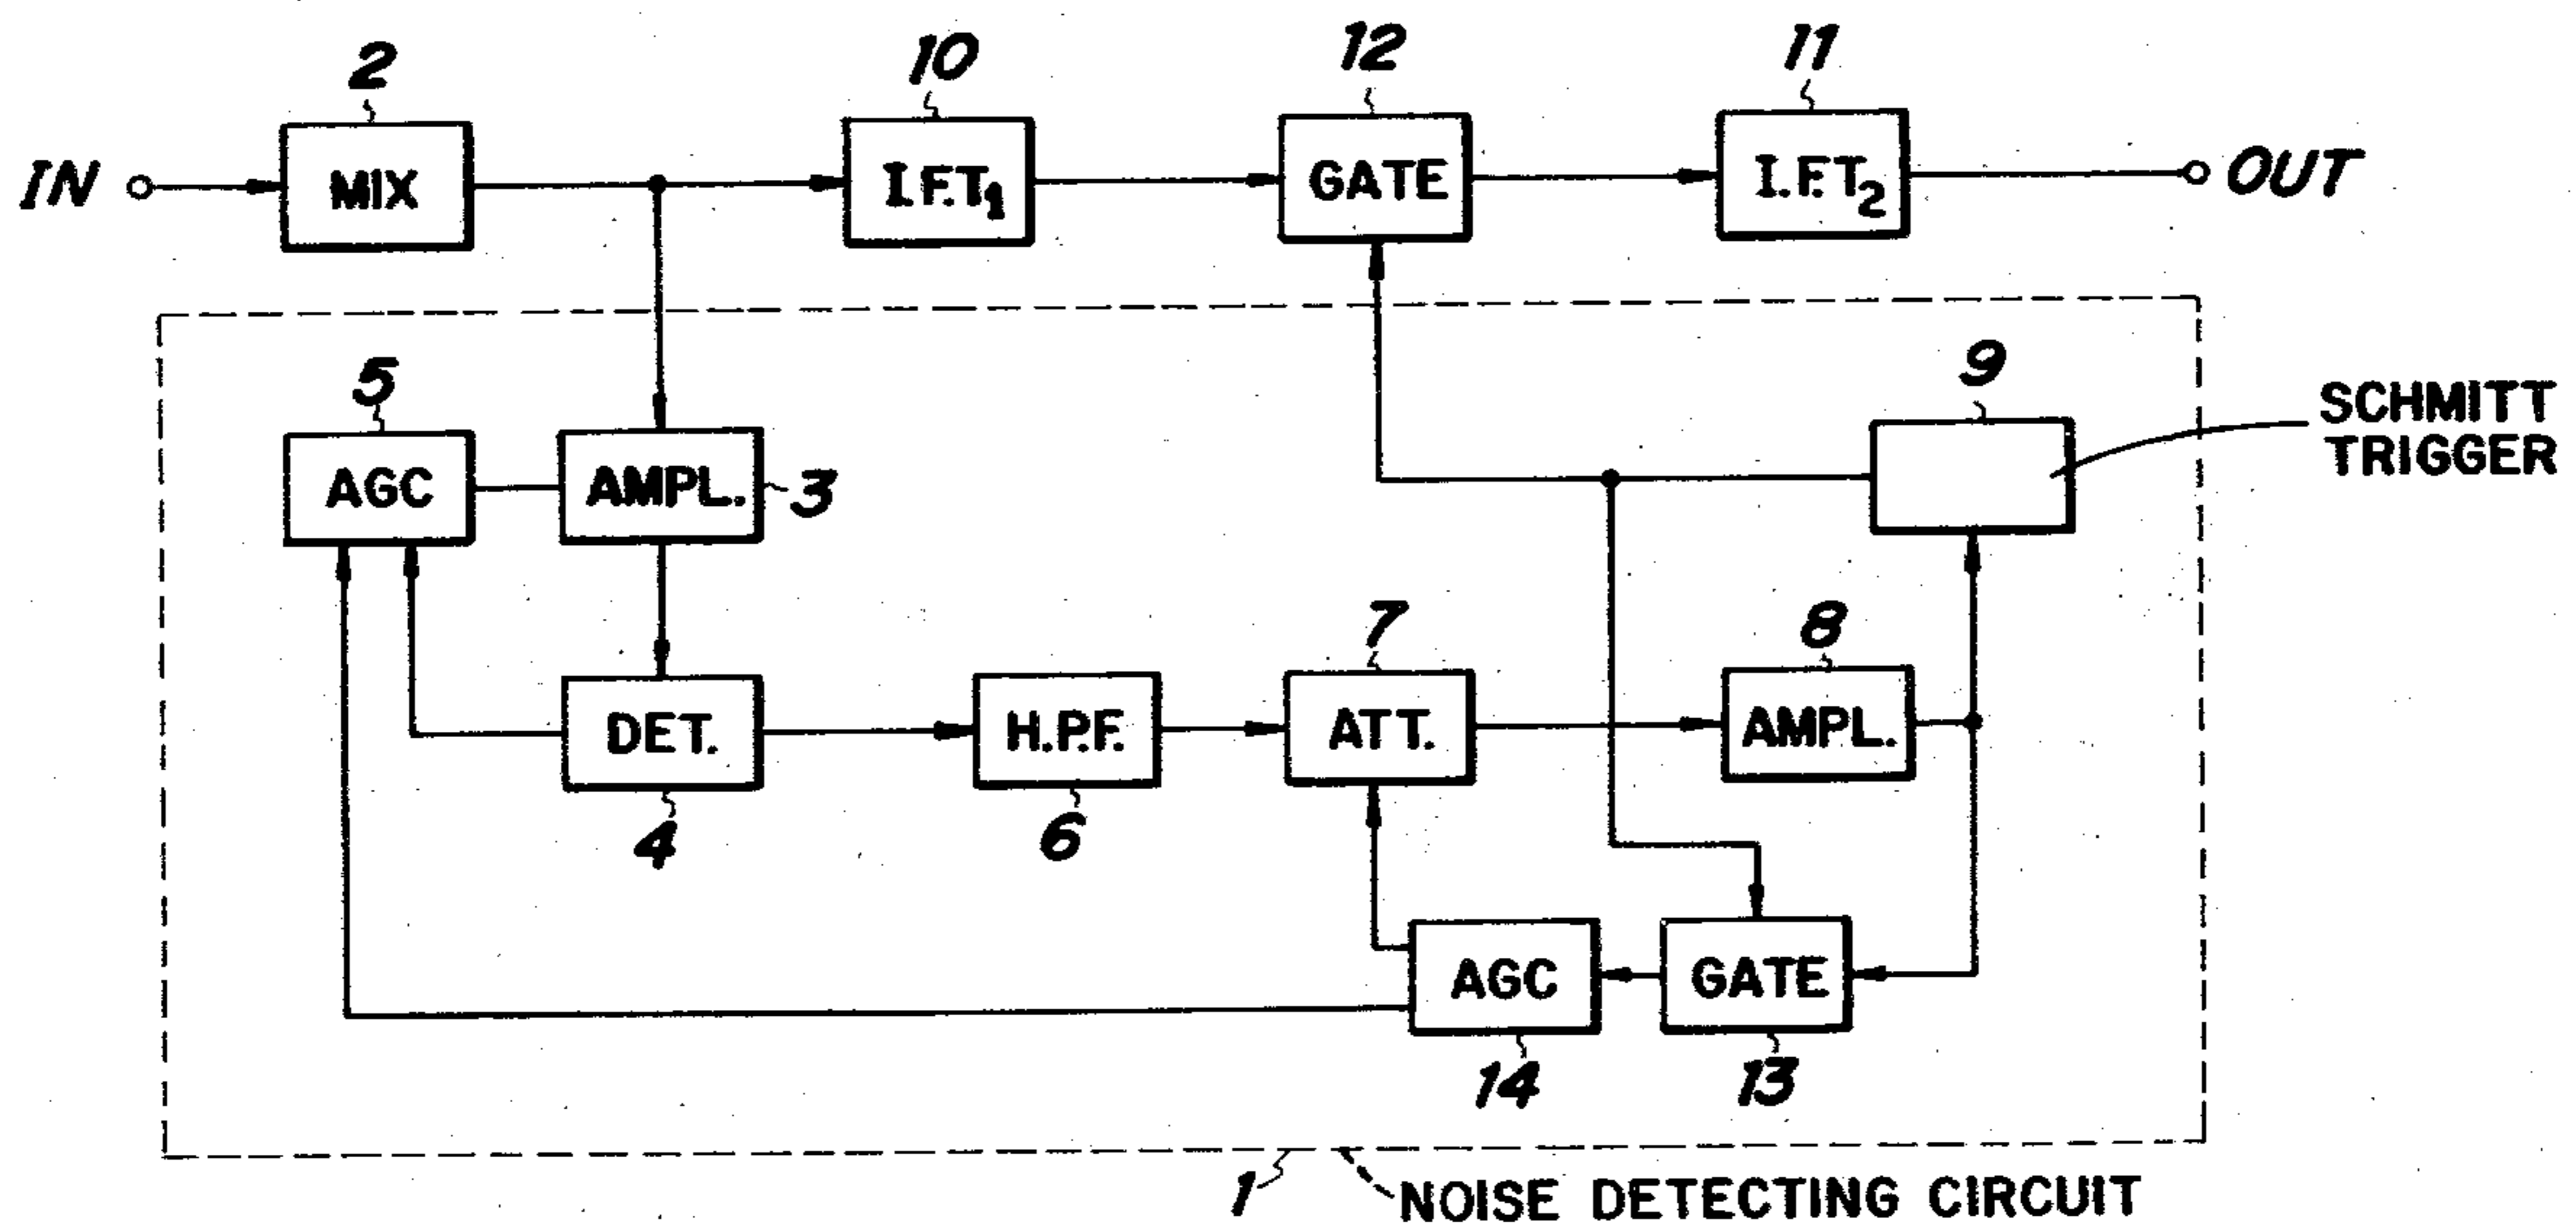 2
10
12
11
IN
MIX
I.F.T1
GATE
I.F.T2
OUT
5
9
SCHMITT
TRIGGER
AGC
AMPL.
3
7
8
DET.
H.P.F.
ATT.
AMPL.
4
6
AGC
GATE
14
13
1
NOISE DETECTING CIRCUIT